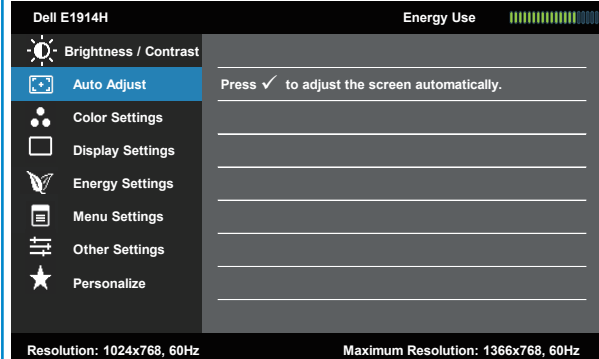 Dell E1914H Energy Use
Brightness / Contrast
Auto Adjust Press ✓ to adjust the screen automatically.
Color Settings
Display Settings
Energy Settings
Menu Settings
Other Settings
Personalize
Resolution: 1024x768, 60Hz Maximum Resolution: 1366x768, 60Hz